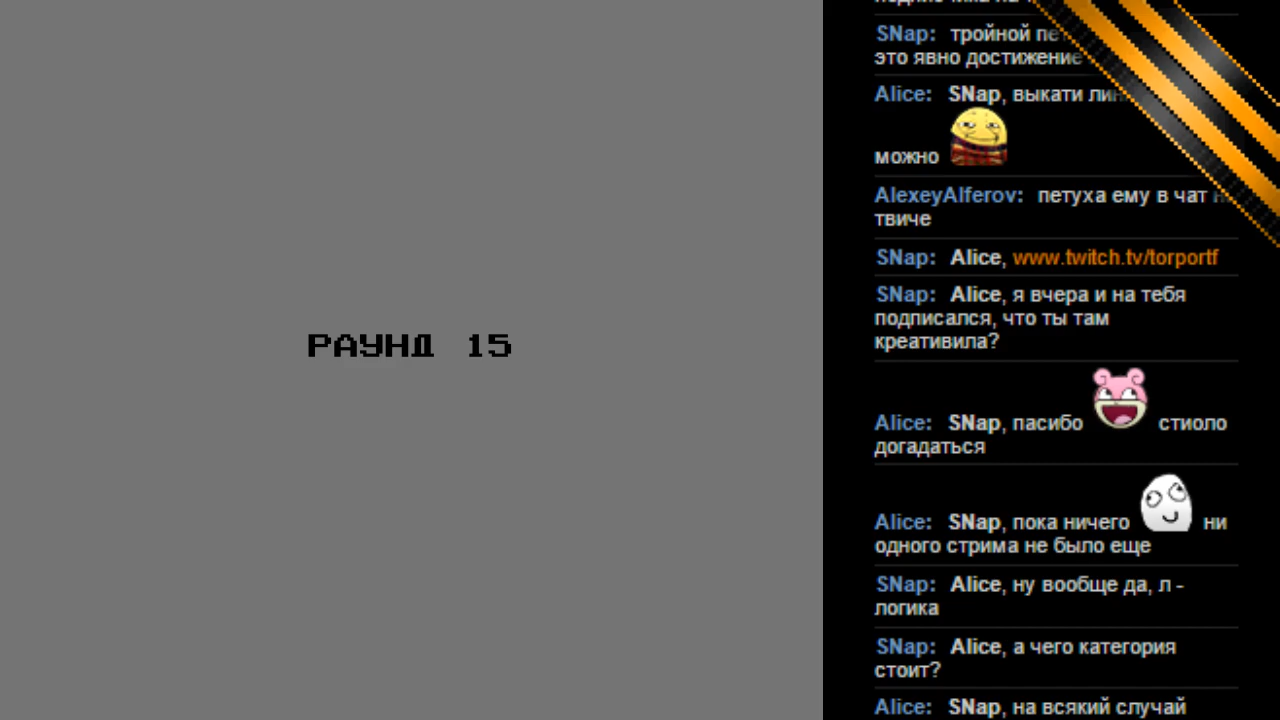 SNap: тройной
это явно достижение
Alice: SNap, выкати
можно
AlexeyAlferov: петуха ему в чат
твиче
SNap: Alice, www.twitch.tv/torportf
SNap: Alice, я вчера и на тебя
подписался, что ты там
креативила?
РАУНД 15
Alice: SNap, пасибо стиоло
догадаться
Alice: SNap, пока ничего ни
одного стрима не было еще
SNap: Alice, ну вообще да, л -
логика
SNap: Alice, а чего категория
стоит?
Alice: SNap, на всякий случай